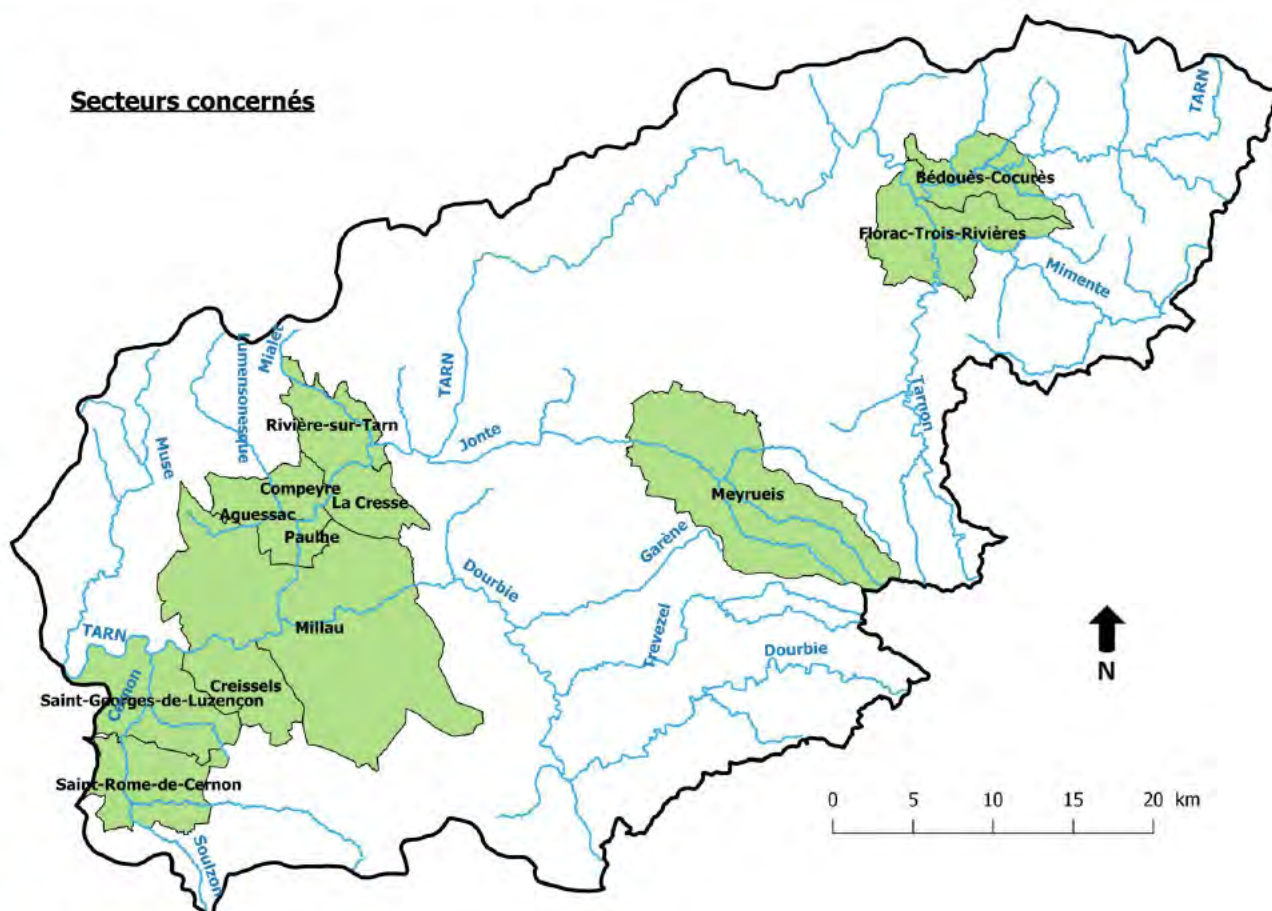 Secteurs concernés
TARN
Bédouès-Cocurès
Florac-Trois-Rivières
Mimente
Mialet
Lumensonesque
TARN
Tarnon
Rivière-sur-Tarn
Muse
Jonte
Compeyre
La Cresse
Meyrueis
Aguessac
Paulhe
Garène
Dourbie
TARN
Millau
Trevezel
Dourbie
N
Creissels
Cernon
Saint-Georges-de-Luzençon
Saint-Rome-de-Cernon
0 5 10 15 20 km
Soulzon